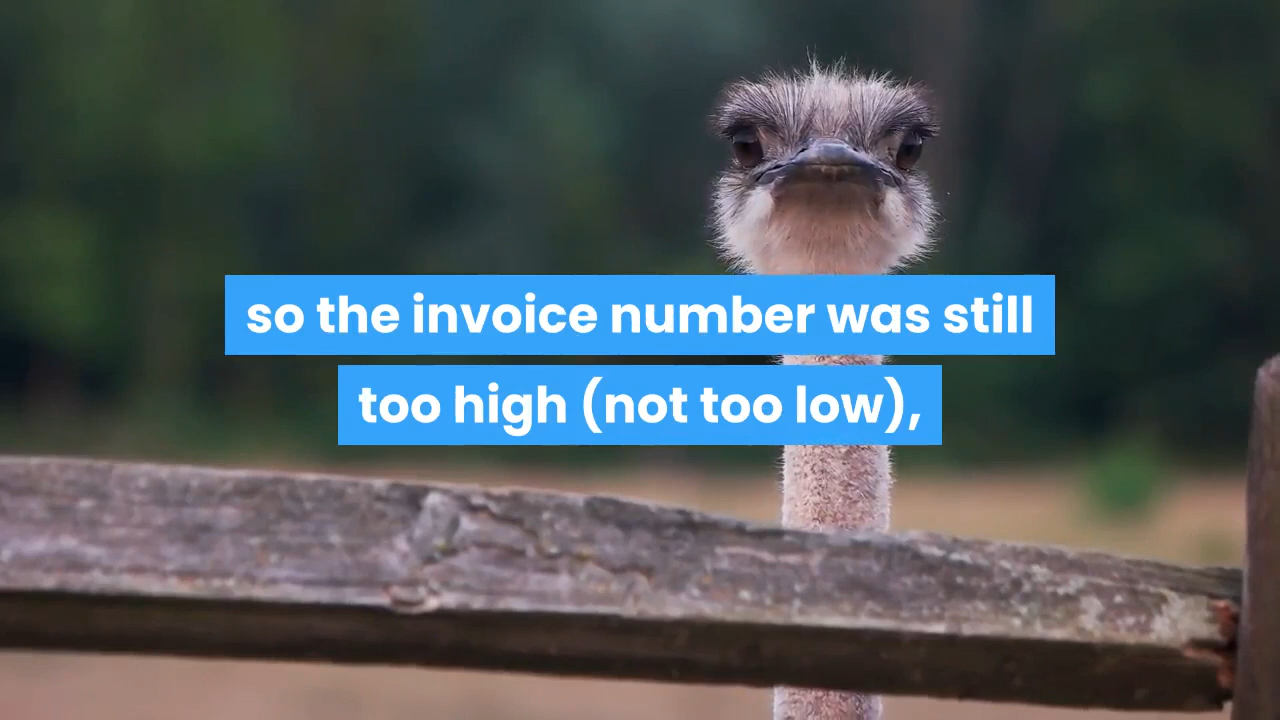 so the invoice number was still
too high (not too low),